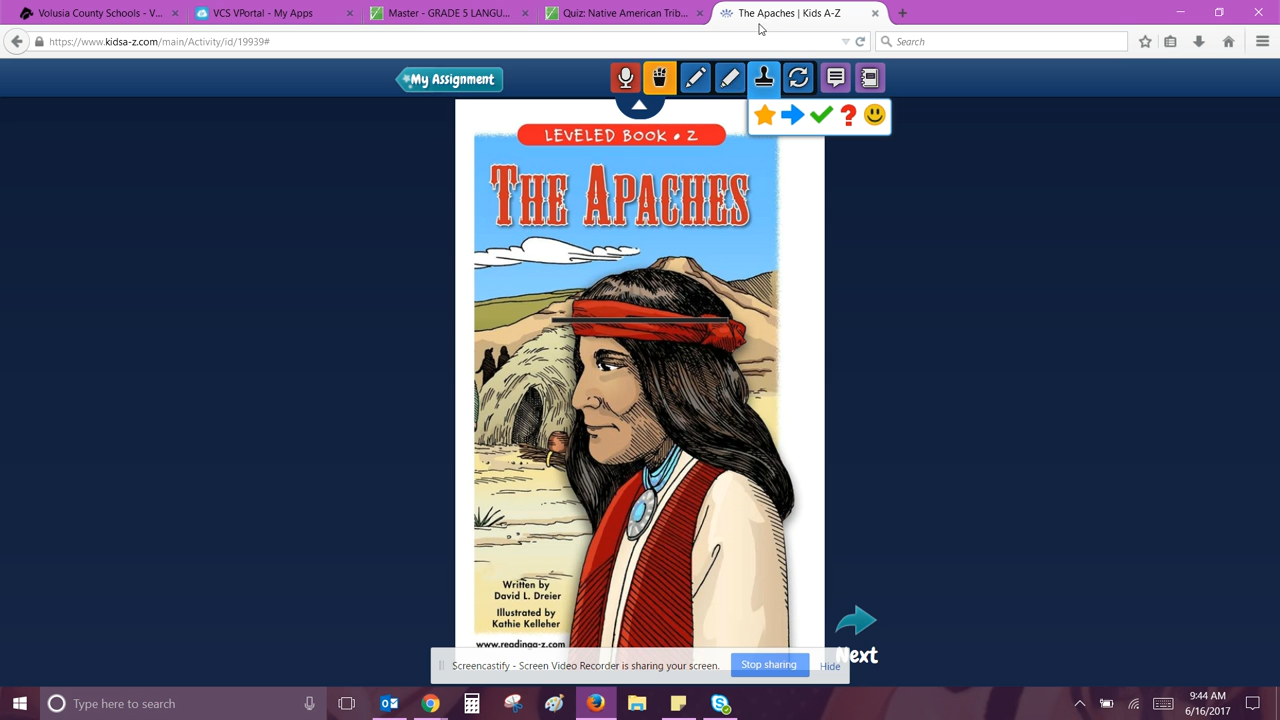 Volusia County Schools - V...
VCS VPortal - My Apps
Master - GRADE 5 LANGU...
Quiz: Native American Trib...
The Apaches | Kids A-Z
https://www.kidsa-z.com/main/Activity/id/19939#
Search
My Assignment
LEVELED BOOK • Z
THE APACHES
Written by
David L. Dreier
Illustrated by
Kathie Kelleher
www.readinga-z.com
Next
Screencastify - Screen Video Recorder is sharing your screen.
Stop sharing
Hide
Type here to search
9:44 AM
6/16/2017